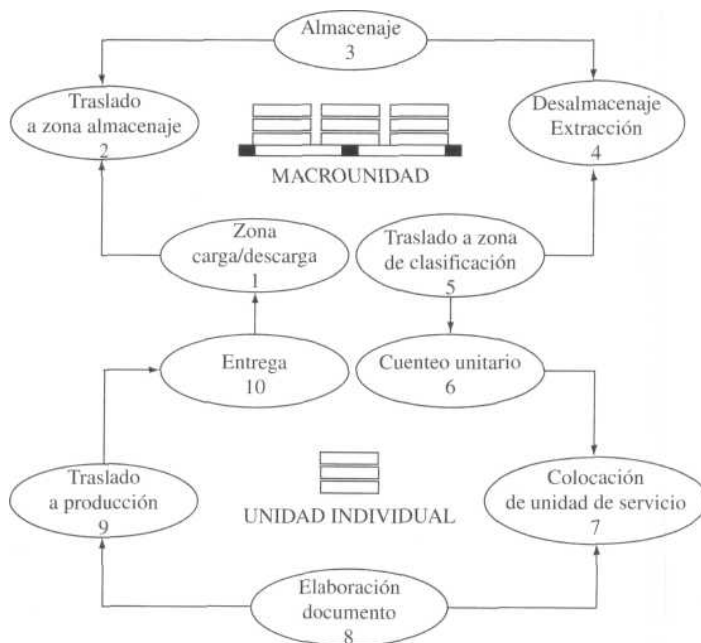 Almacenaje
3
Traslado
a zona almacenaje
2
Desalmacenaje
Extracción
4
MACROUNIDAD
Zona
carga/descarga
1
Traslado a zona
de clasificación
5
Entrega
10
Cuenteo unitario
6
Traslado
a producción
9
Colocación
de unidad de servicio
7
UNIDAD INDIVIDUAL
Elaboración
documento
8